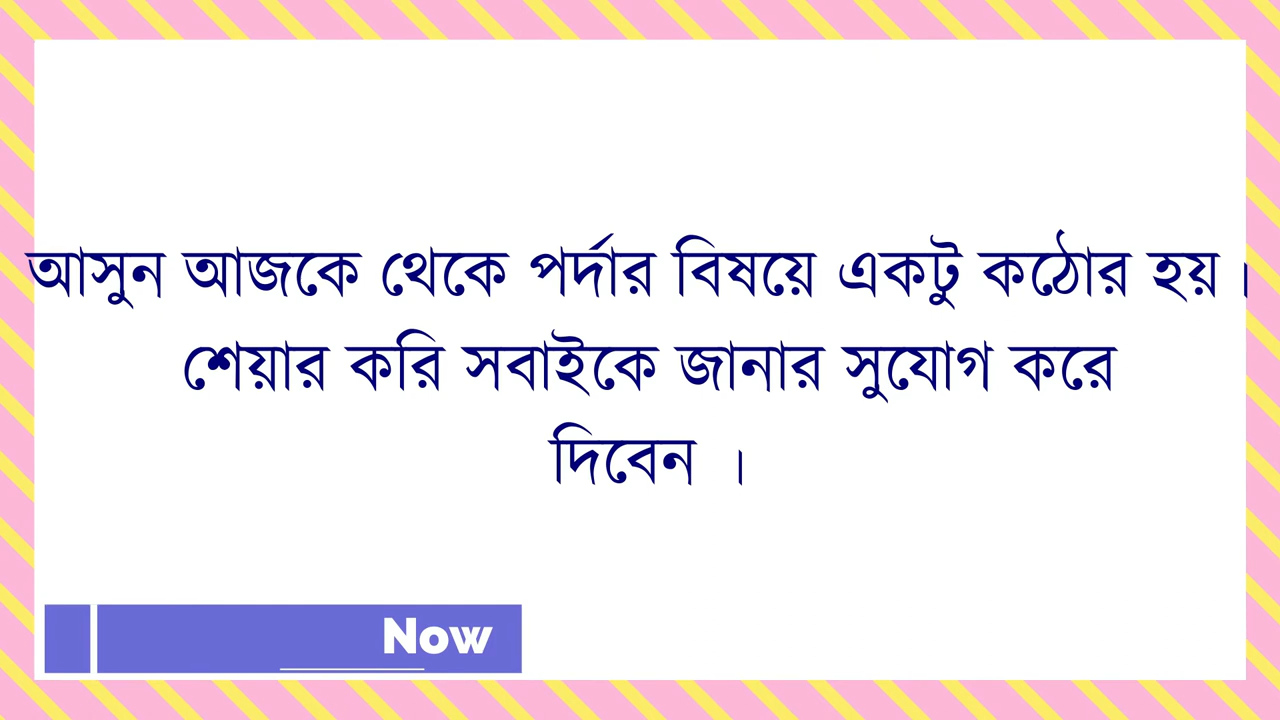 আসুন আজকে থেকে পর্দার বিষয়ে একটু কঠোর হয়।
শেয়ার করি সবাইকে জানার সুযোগ করে
দিবেন ।
Now